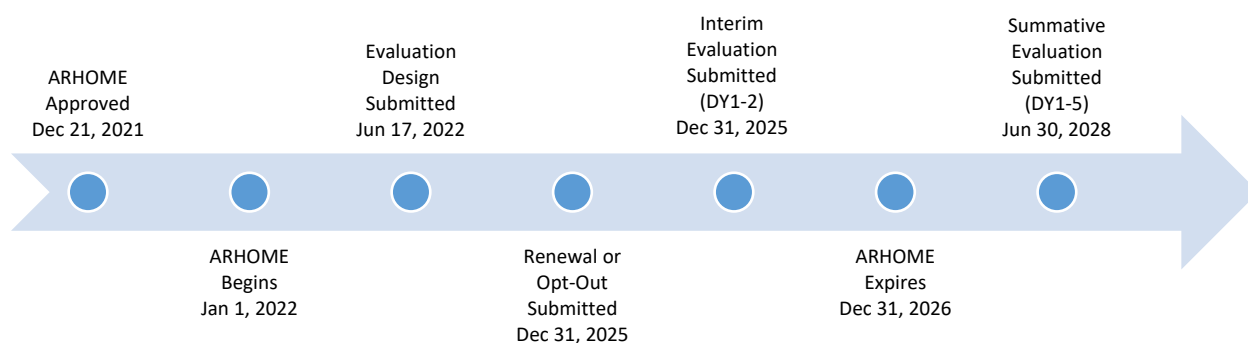 ARHOME
Approved
Dec 21, 2021
ARHOME
Begins
Jan 1, 2022
Evaluation
Design
Submitted
Jun 17, 2022
Renewal or
Opt-Out
Submitted
Dec 31, 2025
Interim
Evaluation
Submitted
(DY1-2)
Dec 31, 2025
ARHOME
Expires
Dec 31, 2026
Summative
Evaluation
Submitted
(DY1-5)
Jun 30, 2028